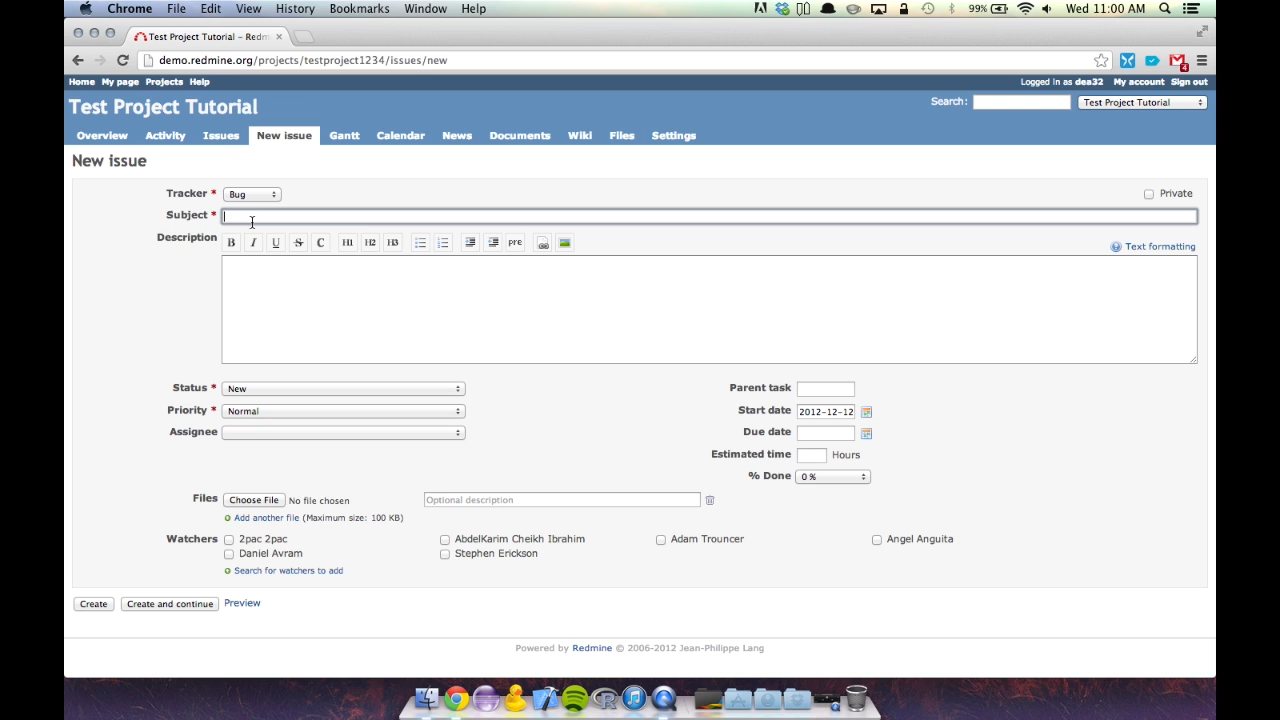 Chrome File Edit View History Bookmarks Window Help 99% Wed 11:00 AM
Test Project Tutorial – Redm
demo.redmine.org/projects/testproject1234/issues/new
Home My page Projects Help Logged in as dea32 My account Sign out
Test Project Tutorial Search: Test Project Tutorial
Overview Activity Issues New issue Gantt Calendar News Documents Wiki Files Settings
New issue
Tracker * Bug Private
Subject *
Description B I U S C H1 H2 H3 pre Text formatting
Status * New Parent task
Priority * Normal Start date 2012-12-12
Assignee Due date
Estimated time Hours
% Done 0 %
Files Choose File No file chosen Optional description
Add another file (Maximum size: 100 KB)
Watchers 2pac 2pac AbdelKarim Cheikh Ibrahim Adam Trouncer Angel Anguita
Daniel Avram Stephen Erickson
Search for watchers to add
Create Create and continue Preview
Powered by Redmine © 2006-2012 Jean-Philippe Lang